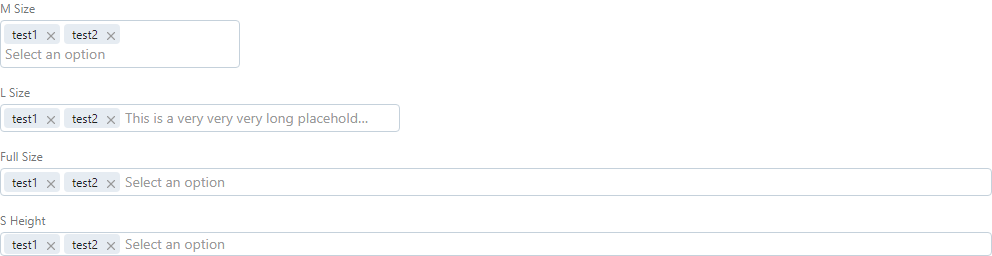 M Size
test1 × test2 ×
Select an option
L Size
test1 × test2 × This is a very very very long placehold...
Full Size
test1 × test2 × Select an option
S Height
test1 × test2 × Select an option